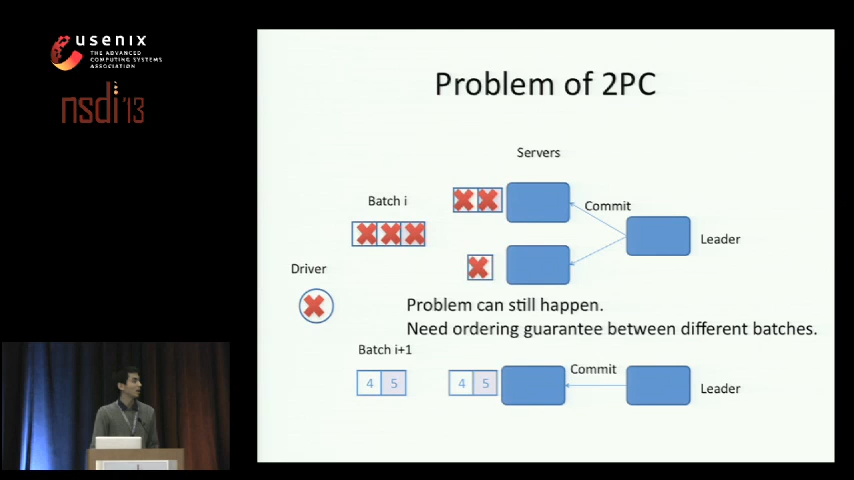 usenix
THE ADVANCED
COMPUTING SYSTEMS
ASSOCIATION
nsdi '13
Problem of 2PC
Servers
Batch i
Commit
Leader
Driver
Problem can still happen.
Need ordering guarantee between different batches.
Batch i+1
4 5
4 5
Commit
Leader